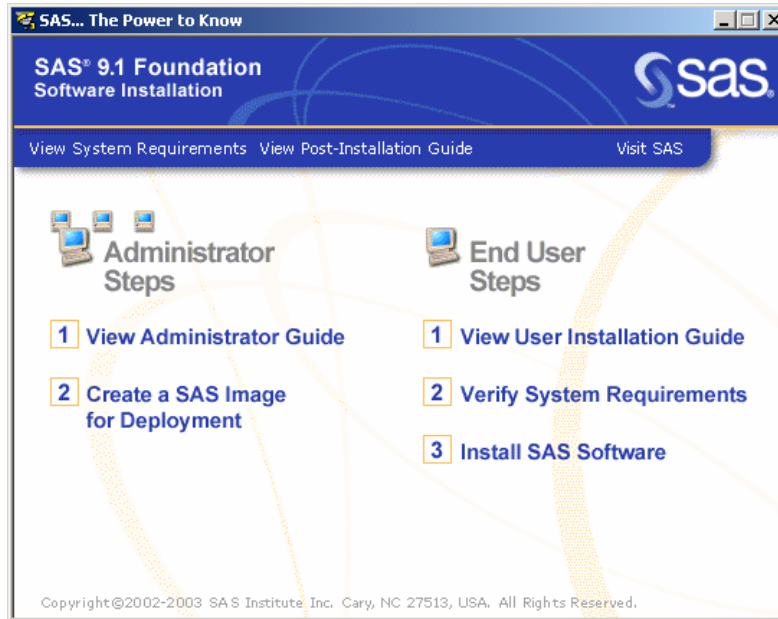 SAS... The Power to Know
SAS® 9.1 Foundation
Software Installation
sas.
View System Requirements View Post-Installation Guide Visit SAS
Administrator
Steps
1 View Administrator Guide
2 Create a SAS Image
for Deployment
End User
Steps
1 View User Installation Guide
2 Verify System Requirements
3 Install SAS Software
Copyright©2002-2003 SAS Institute Inc. Cary, NC 27513, USA. All Rights Reserved.